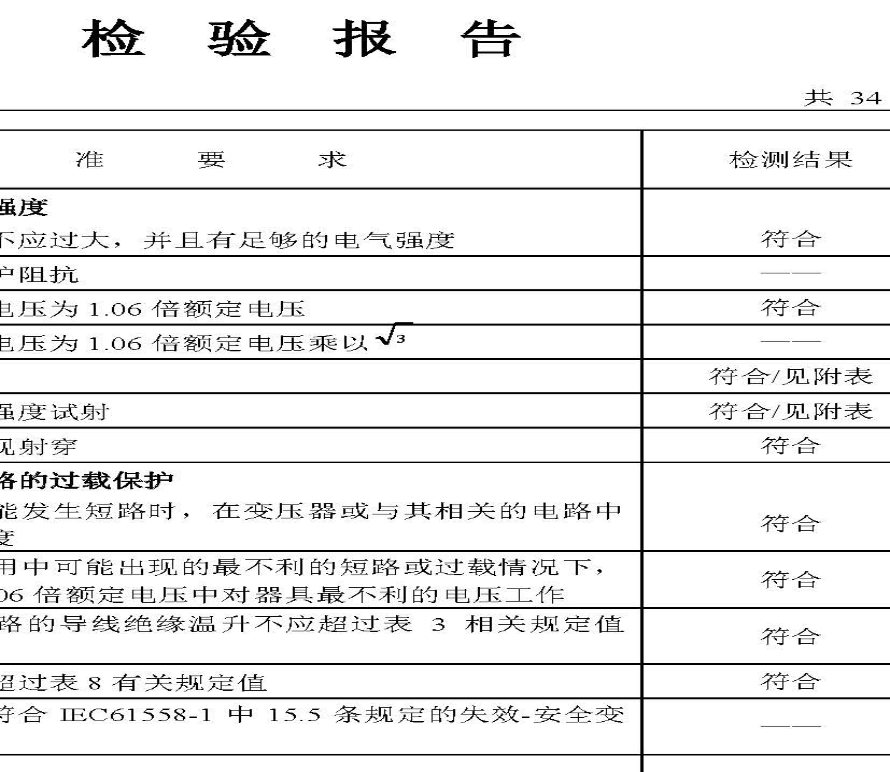 检 验 报 告
共 34
准 要 求 检测结果
强度
不应过大，并且有足够的电气强度 符合
护阻抗 ——
电压为 1.06 倍额定电压 符合
电压为 1.06 倍额定电压乘以√3 ——
符合/见附表
强度试射 符合/见附表
现射穿 符合
路的过载保护
能发生短路时，在变压器或与其相关的电路中
度 符合
用中可能出现的最不利的短路或过载情况下，
06 倍额定电压中对器具最不利的电压工作 符合
路的导线绝缘温升不应超过表 3 相关规定值
符合
超过表 8 有关规定值 符合
符合 IEC61558-1 中 15.5 条规定的失效-安全变
——